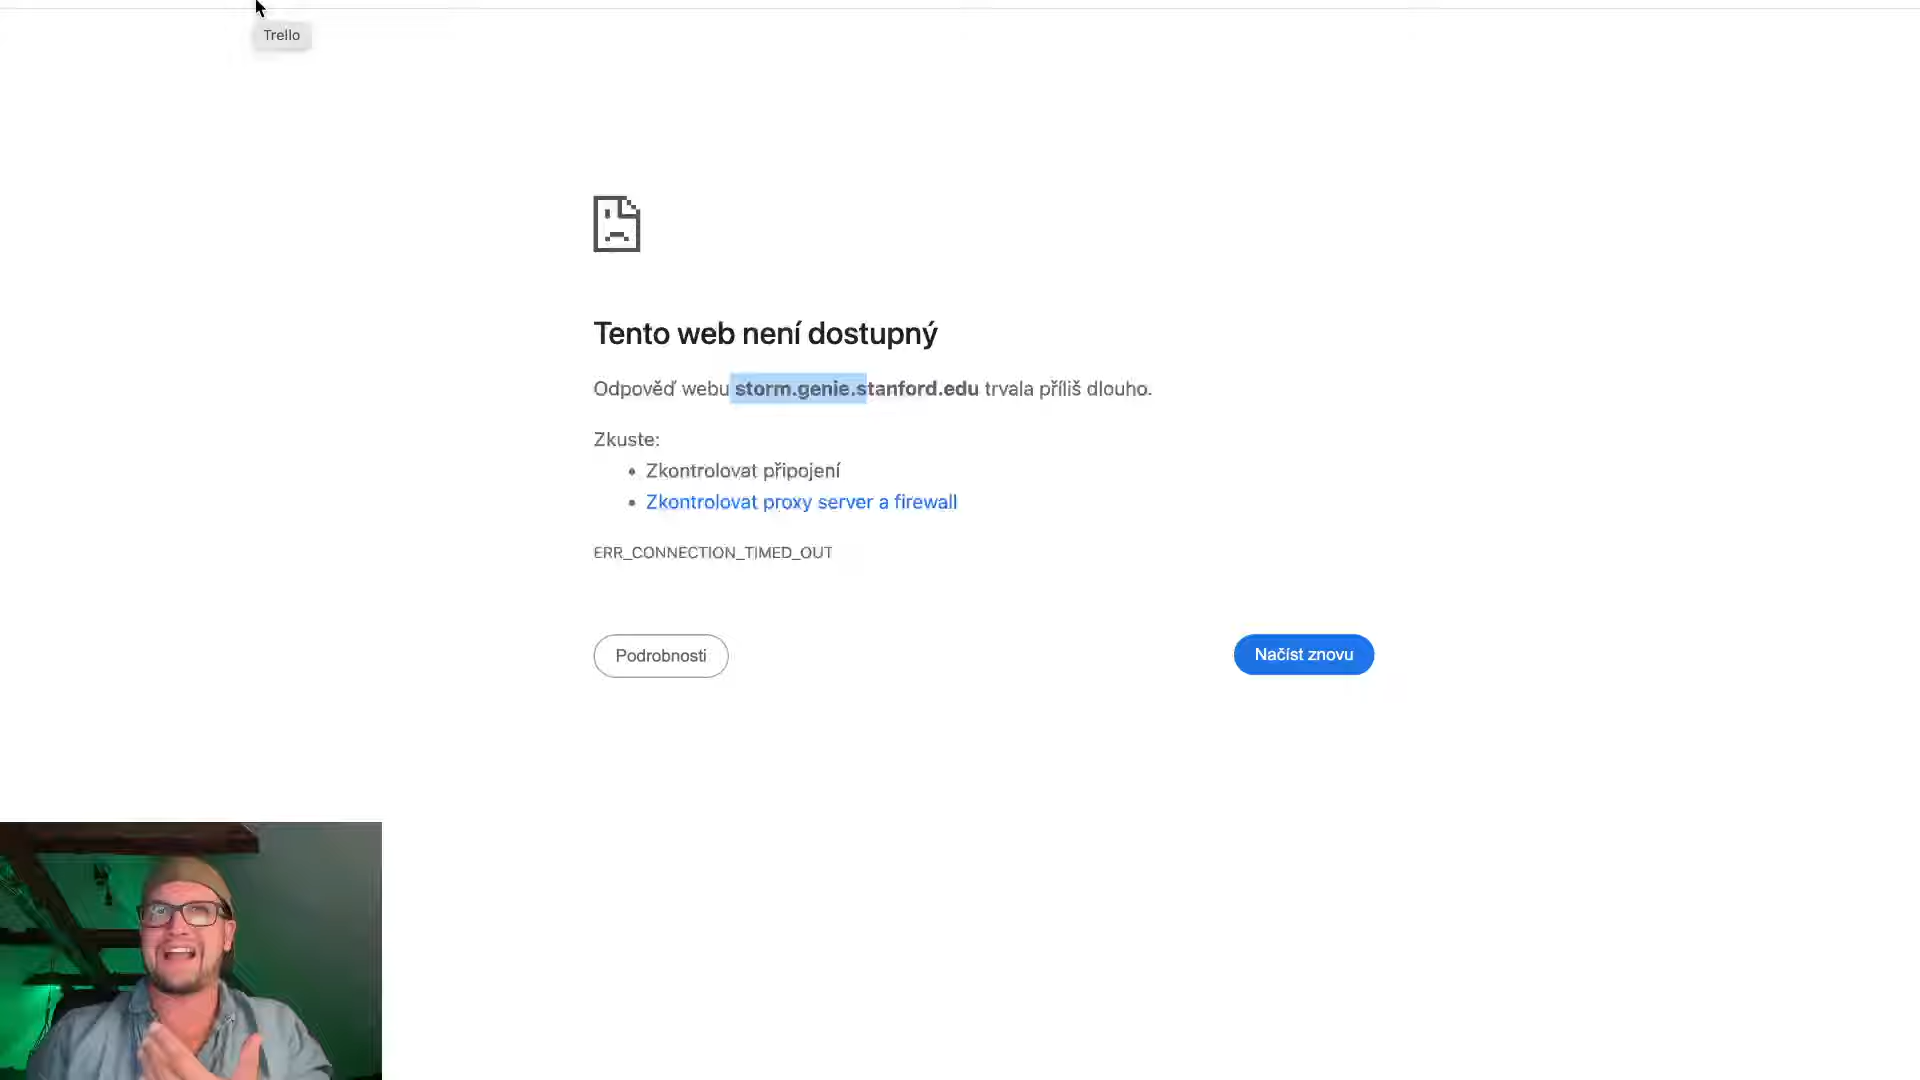 Trello
Tento web není dostupný
Odpověď webu storm.genie.stanford.edu trvala příliš dlouho.
Zkuste:
• Zkontrolovat připojení
• Zkontrolovat proxy server a firewall
ERR_CONNECTION_TIMED_OUT
Podrobnosti
Načíst znovu